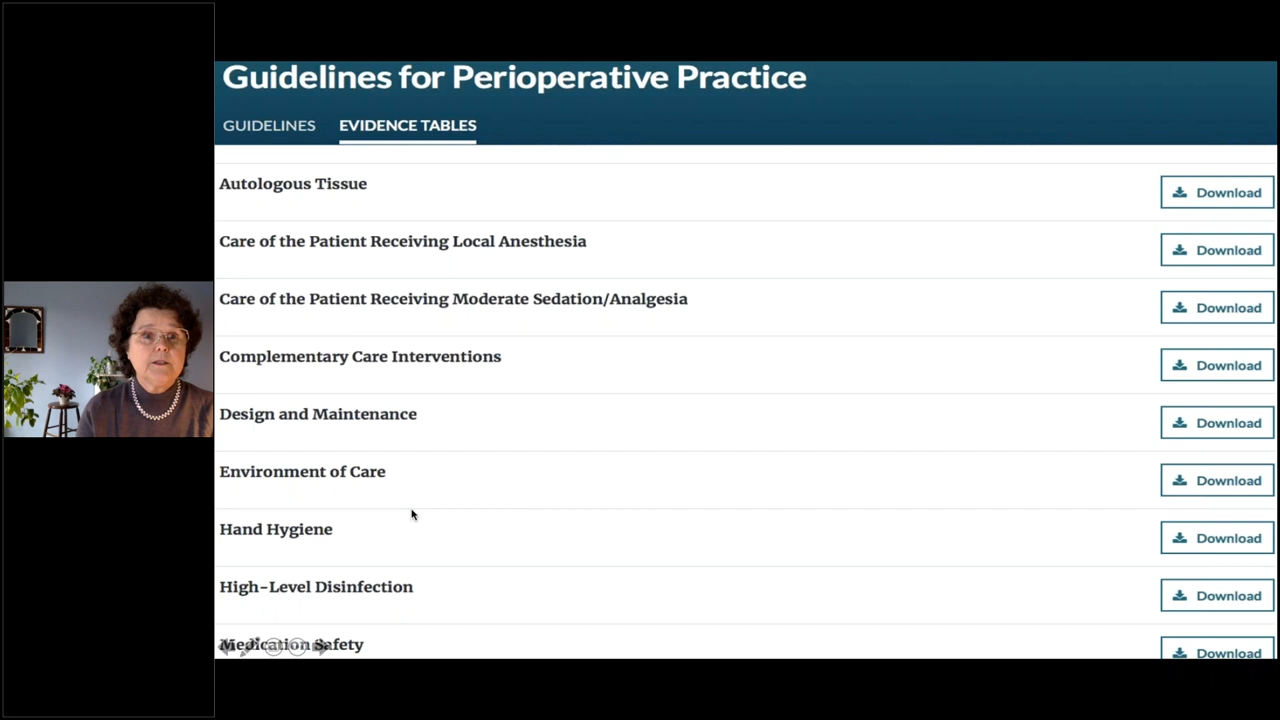 Guidelines for Perioperative Practice
GUIDELINES EVIDENCE TABLES
Autologous Tissue Download
Care of the Patient Receiving Local Anesthesia Download
Care of the Patient Receiving Moderate Sedation/Analgesia Download
Complementary Care Interventions Download
Design and Maintenance Download
Environment of Care Download
Hand Hygiene Download
High-Level Disinfection Download
Medication Safety Download